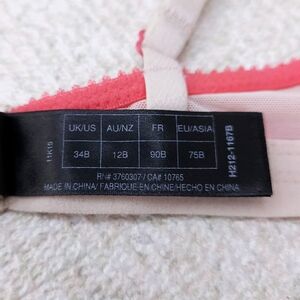 UK/US AU/NZ FR EU/ASIA
34B 12B 90B 75B
RN# 3760307 / CA# 10765
MADE IN CHINA/ FABRIQUE EN CHINE/HECHO EN CHINA
11K15
H212-1167B